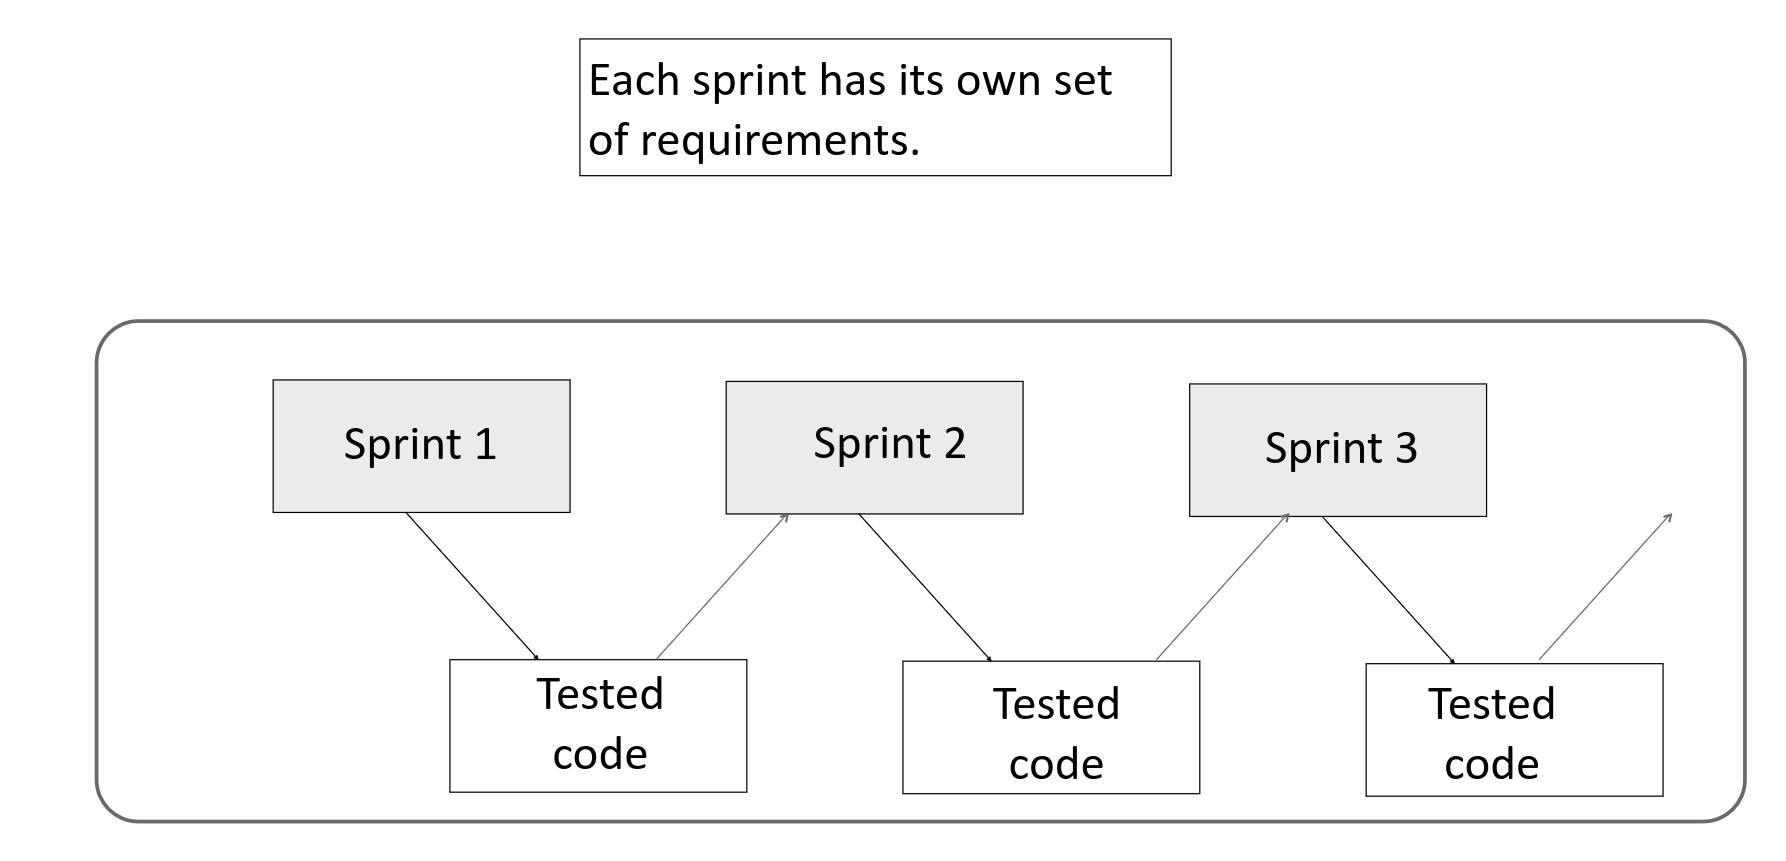 Each sprint has its own set
of requirements.
Sprint 1
Sprint 2
Sprint 3
Tested
code
Tested
code
Tested
code